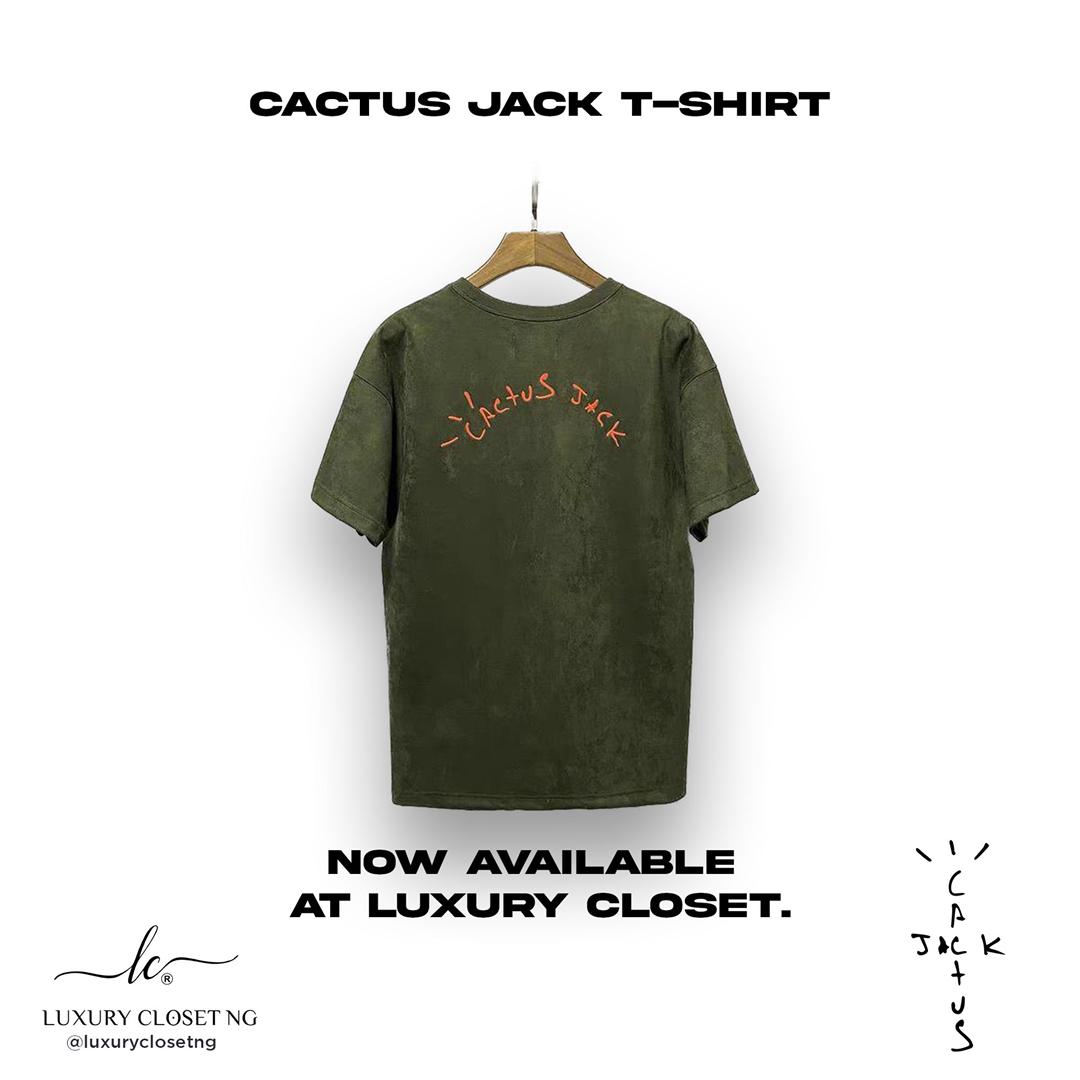 CACTUS JACK T-SHIRT
CACTUS JACK
NOW AVAILABLE
AT LUXURY CLOSET.
lc®
LUXURY CLOSET NG
@luxuryclosetng
CACTUS
JACK